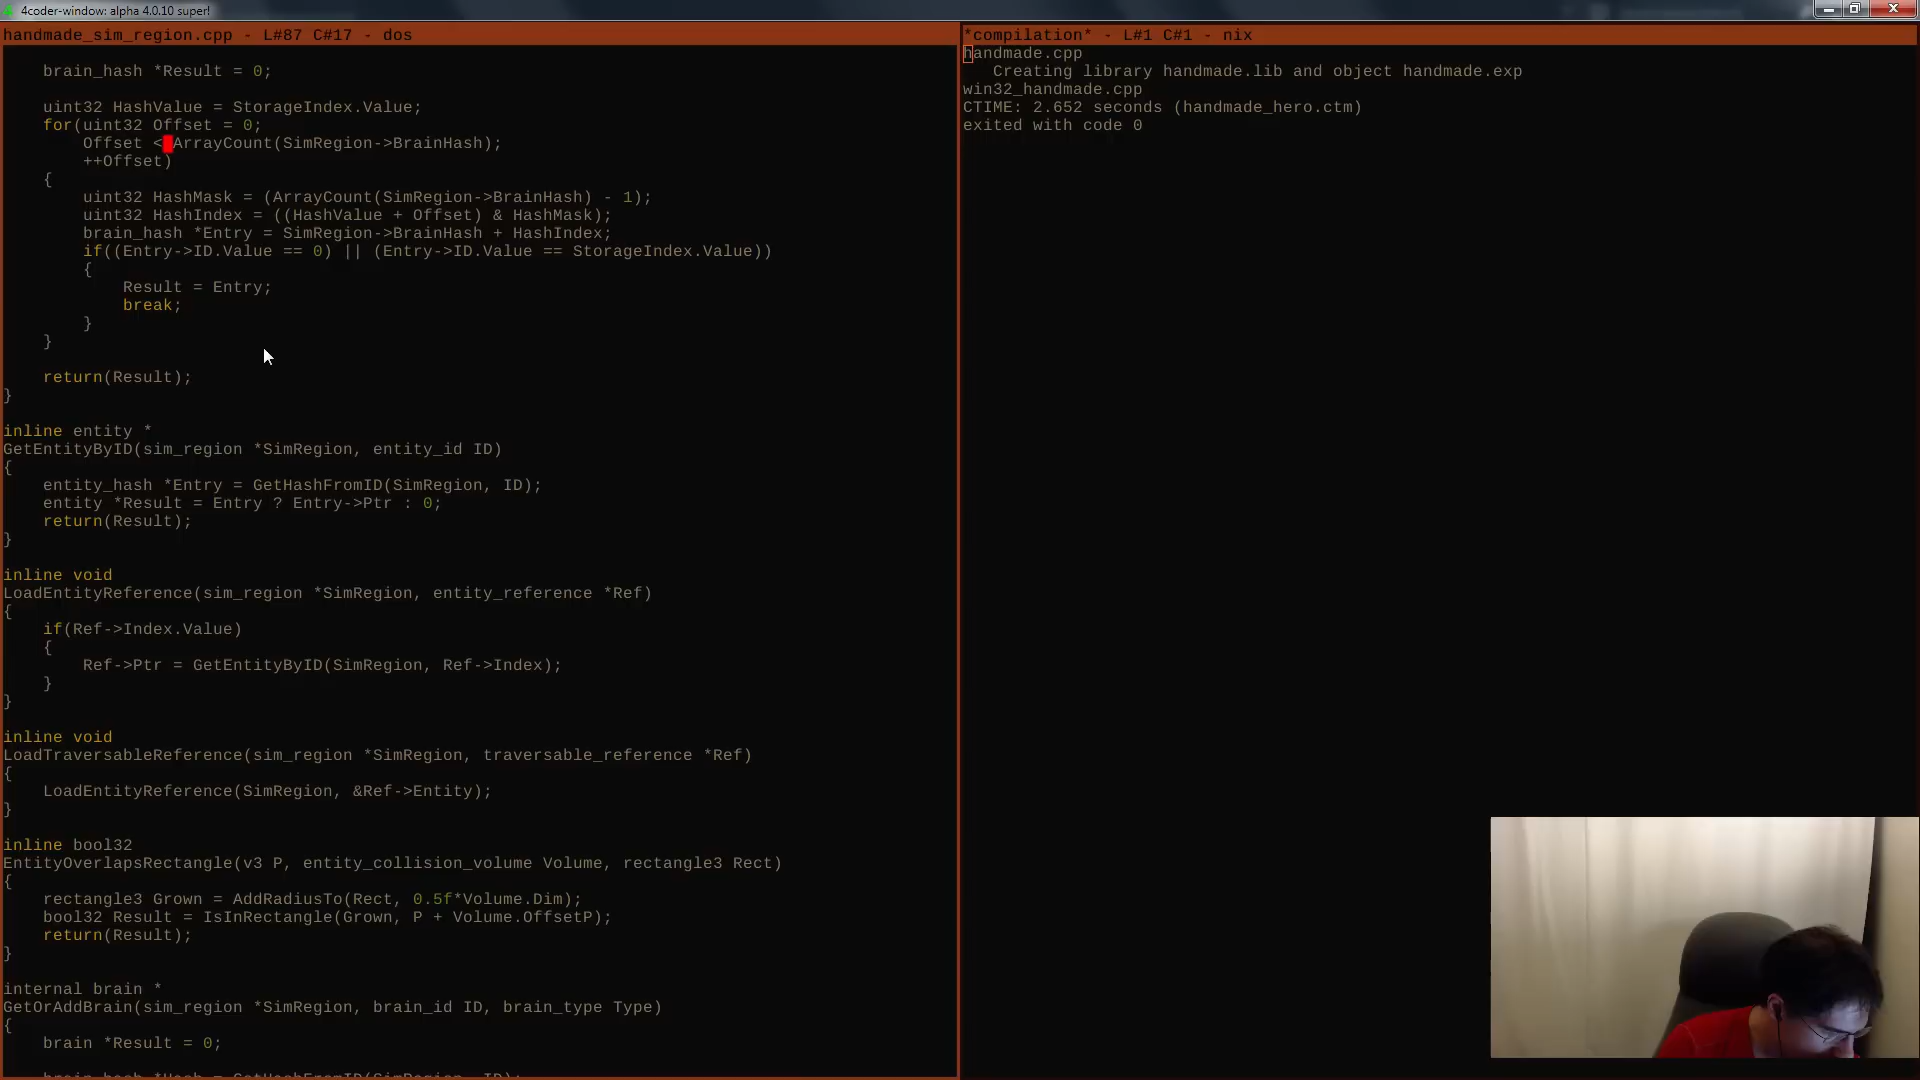 4coder-window: alpha 4.0.10 super!
handmade_sim_region.cpp - L#87 C#17 - dos
    brain_hash *Result = 0;
    uint32 HashValue = StorageIndex.Value;
    for(uint32 Offset = 0;
        Offset < ArrayCount(SimRegion->BrainHash);
        ++Offset)
    {
        uint32 HashMask = (ArrayCount(SimRegion->BrainHash) - 1);
        uint32 HashIndex = ((HashValue + Offset) & HashMask);
        brain_hash *Entry = SimRegion->BrainHash + HashIndex;
        if((Entry->ID.Value == 0) || (Entry->ID.Value == StorageIndex.Value))
        {
            Result = Entry;
            break;
        }
    }
    return(Result);
}
inline entity *
GetEntityByID(sim_region *SimRegion, entity_id ID)
{
    entity_hash *Entry = GetHashFromID(SimRegion, ID);
    entity *Result = Entry ? Entry->Ptr : 0;
    return(Result);
}
inline void
LoadEntityReference(sim_region *SimRegion, entity_reference *Ref)
{
    if(Ref->Index.Value)
    {
        Ref->Ptr = GetEntityByID(SimRegion, Ref->Index);
    }
}
inline void
LoadTraversableReference(sim_region *SimRegion, traversable_reference *Ref)
{
    LoadEntityReference(SimRegion, &Ref->Entity);
}
inline bool32
EntityOverlapsRectangle(v3 P, entity_collision_volume Volume, rectangle3 Rect)
{
    rectangle3 Grown = AddRadiusTo(Rect, 0.5f*Volume.Dim);
    bool32 Result = IsInRectangle(Grown, P + Volume.OffsetP);
    return(Result);
}
internal brain *
GetOrAddBrain(sim_region *SimRegion, brain_id ID, brain_type Type)
{
    brain *Result = 0;
    brain_hash *Hash = GetHashFromID(SimRegion, ID);
*compilation* - L#1 C#1 - nix
handmade.cpp
   Creating library handmade.lib and object handmade.exp
win32_handmade.cpp
CTIME: 2.652 seconds (handmade_hero.ctm)
exited with code 0